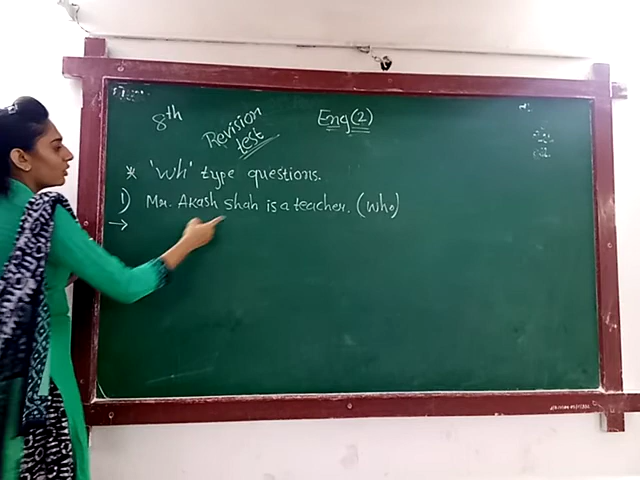 8th Revision test Eng(2)
* 'Wh' type questions.
1) Mr. Akash Shah is a teacher. (Who)
→